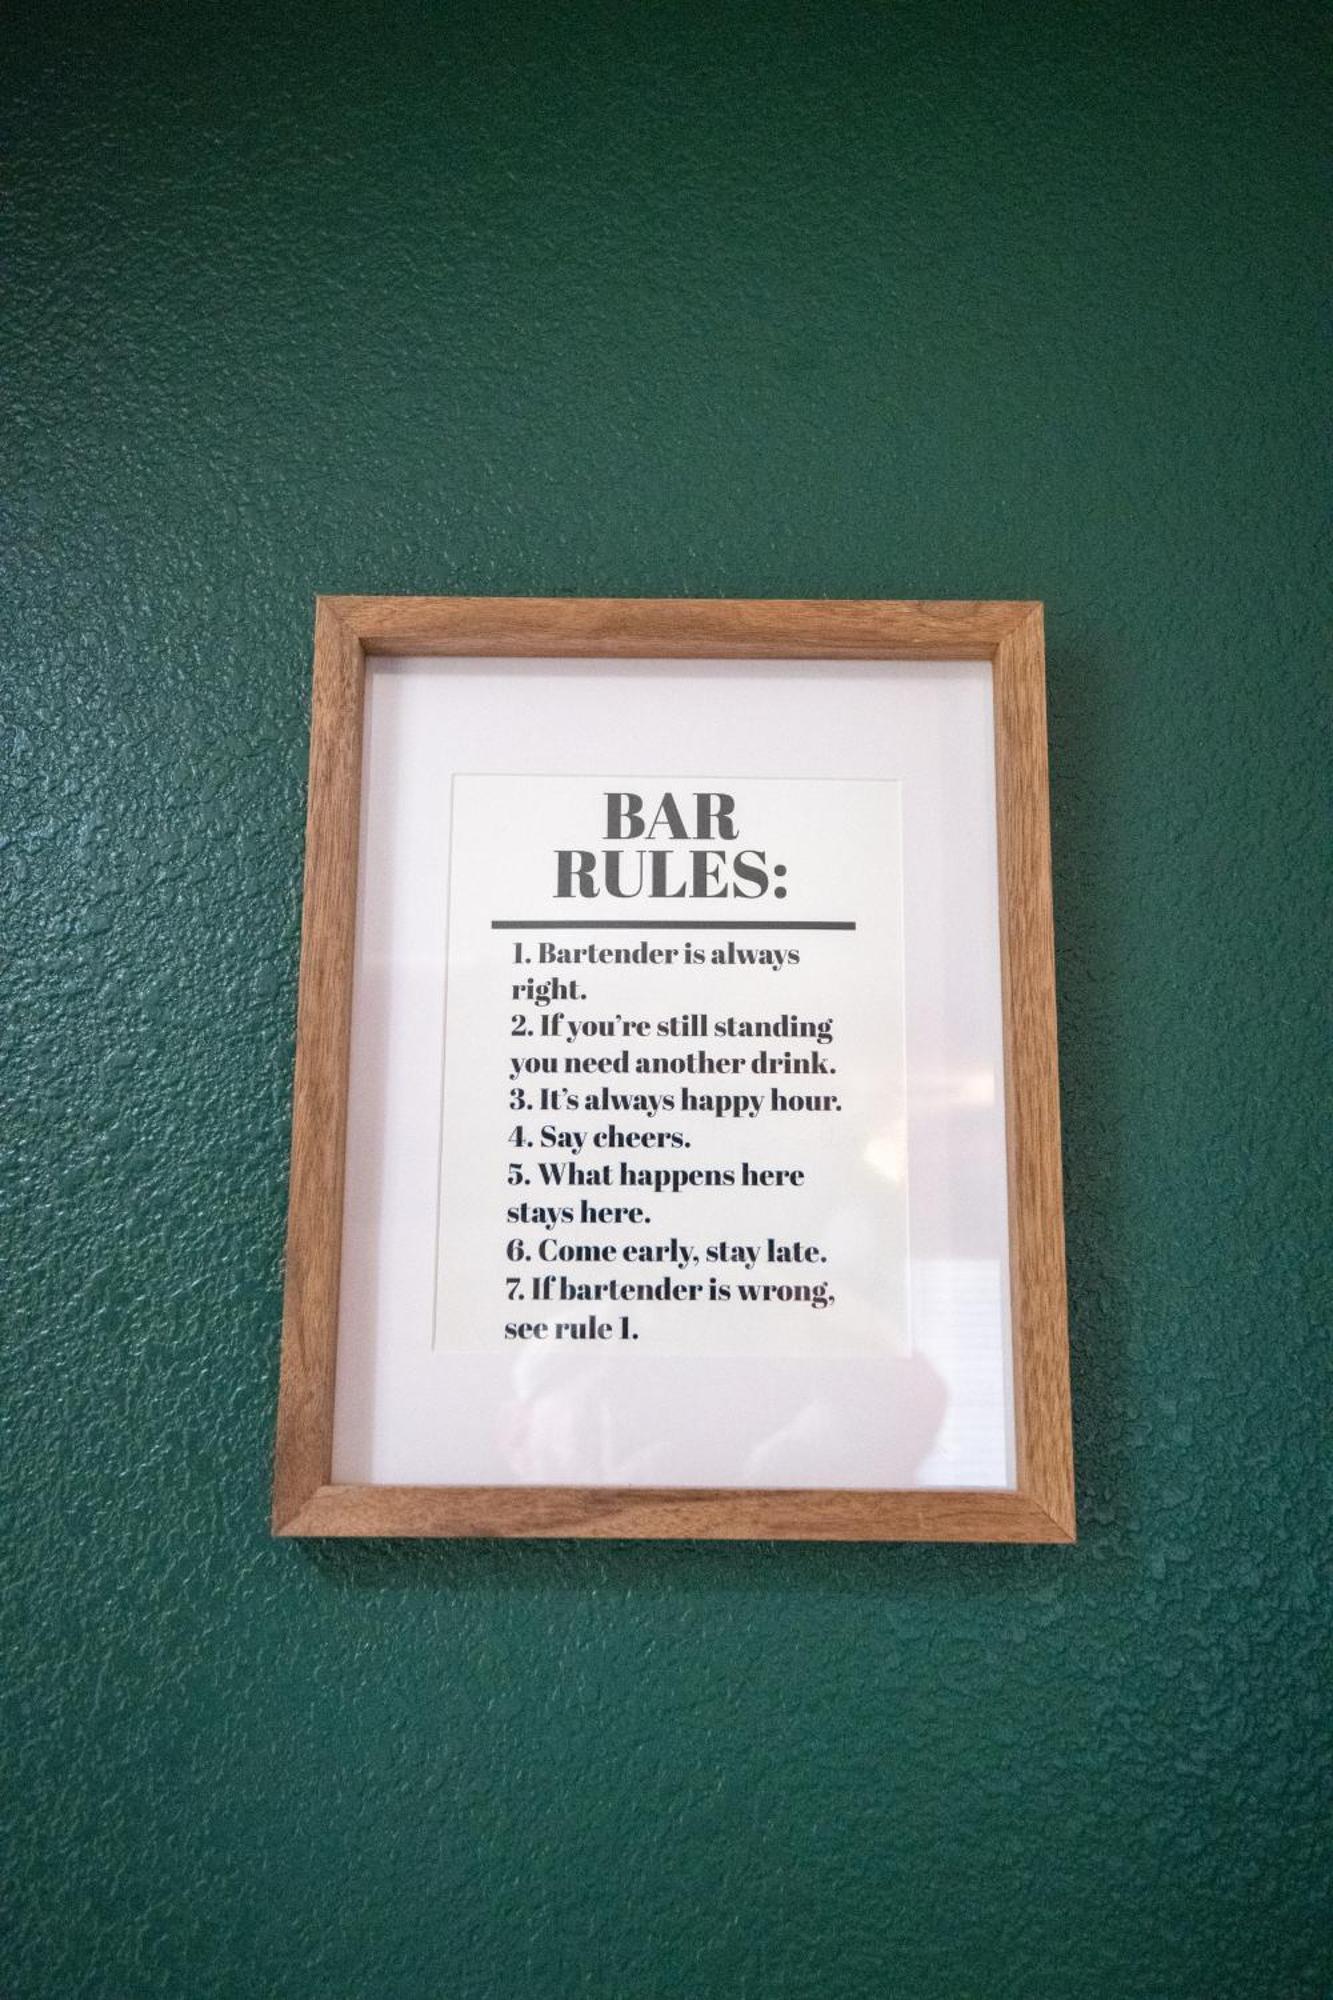 BAR
RULES:
1. Bartender is always
right.
2. If you’re still standing
you need another drink.
3. It’s always happy hour.
4. Say cheers.
5. What happens here
stays here.
6. Come early, stay late.
7. If bartender is wrong,
see rule 1.